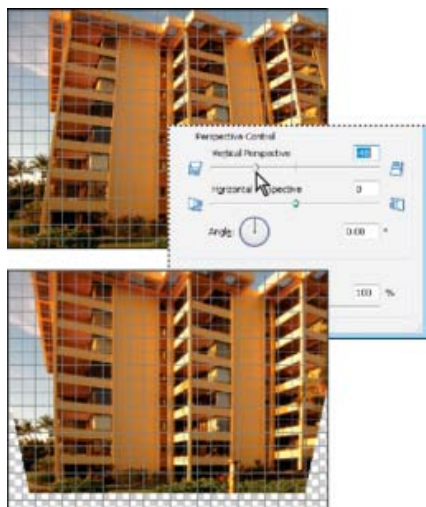 Perspective Control
Vertical Perspective
Horizontal Perspective
0
Angle:
0.00 °
100 %